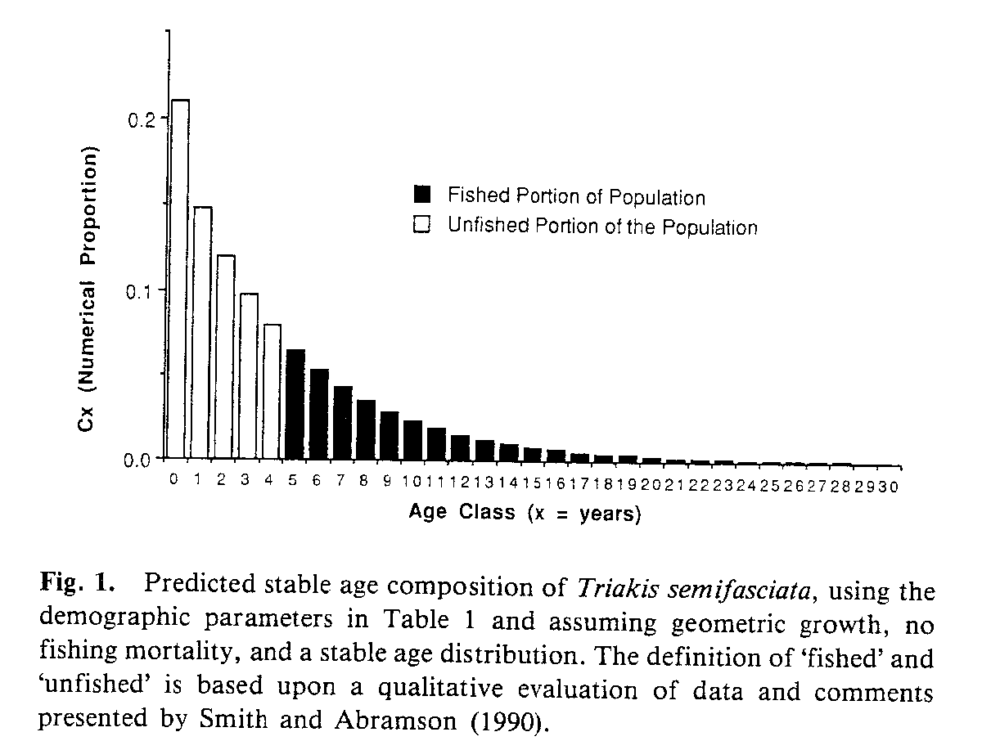 0.2
0.1
0.0
Cx (Numerical Proportion)
Fished Portion of Population
Unfished Portion of the Population
0 1 2 3 4 5 6 7 8 9 10 11 12 13 14 15 16 17 18 19 20 21 22 23 24 25 26 27 28 29 30
Age Class (x = years)
Fig. 1. Predicted stable age composition of Triakis semifasciata, using the
demographic parameters in Table 1 and assuming geometric growth, no
fishing mortality, and a stable age distribution. The definition of ‘fished’ and
‘unfished’ is based upon a qualitative evaluation of data and comments
presented by Smith and Abramson (1990).